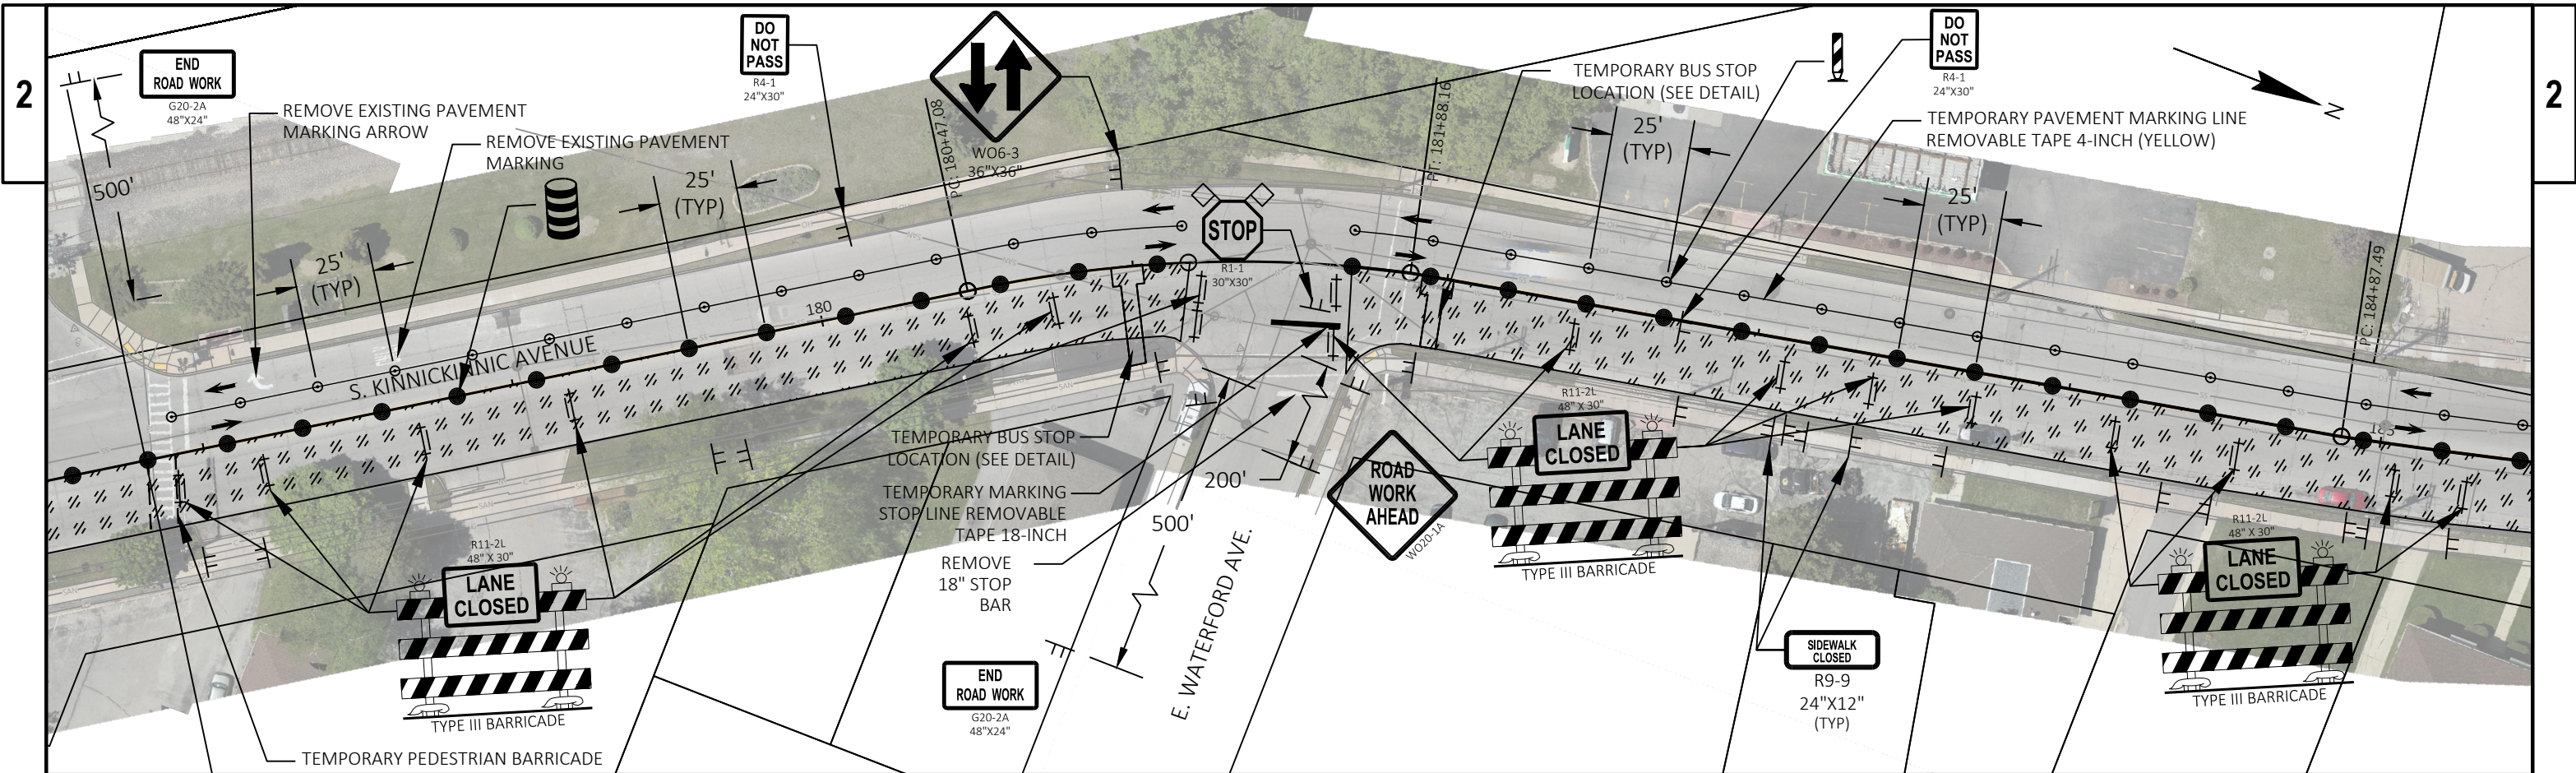 2
END
ROAD WORK
G20-2A
48"X24"
500'
REMOVE EXISTING PAVEMENT
MARKING ARROW
REMOVE EXISTING PAVEMENT
MARKING
25'
(TYP)
25'
(TYP)
DO
NOT
PASS
R4-1
24"X30"
WO6-3
36"X36"
PC: 180+47.08
STOP
R1-1
30"X30"
PT: 181+88.16
TEMPORARY BUS STOP
LOCATION (SEE DETAIL)
25'
(TYP)
DO
NOT
PASS
R4-1
24"X30"
TEMPORARY PAVEMENT MARKING LINE
REMOVABLE TAPE 4-INCH (YELLOW)
25'
(TYP)
N
PC: 184+87.49
2
180
S. KINNICKINNIC AVENUE
185
TEMPORARY BUS STOP
LOCATION (SEE DETAIL)
TEMPORARY MARKING
STOP LINE REMOVABLE
TAPE 18-INCH
REMOVE
18" STOP
BAR
200'
500'
E. WATERFORD AVE.
ROAD
WORK
AHEAD
WO20-1A
R11-2L
48" X 30"
LANE
CLOSED
TYPE III BARRICADE
R11-2L
48" X 30"
LANE
CLOSED
TYPE III BARRICADE
R11-2L
48" X 30"
LANE
CLOSED
TYPE III BARRICADE
SIDEWALK
CLOSED
R9-9
24"X12"
(TYP)
END
ROAD WORK
G20-2A
48"X24"
TEMPORARY PEDESTRIAN BARRICADE